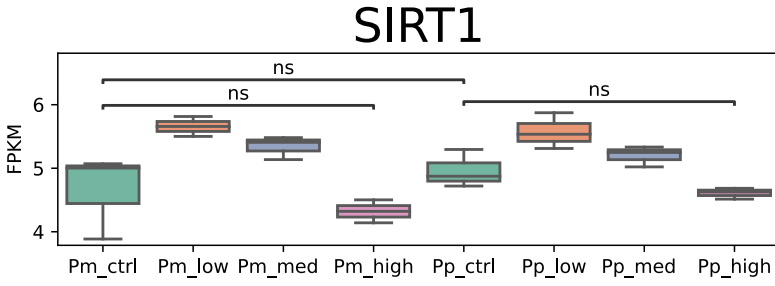 SIRT1
ns
ns
ns
FPKM
6
5
4
Pm_ctrl Pm_low Pm_med Pm_high Pp_ctrl Pp_low Pp_med Pp_high